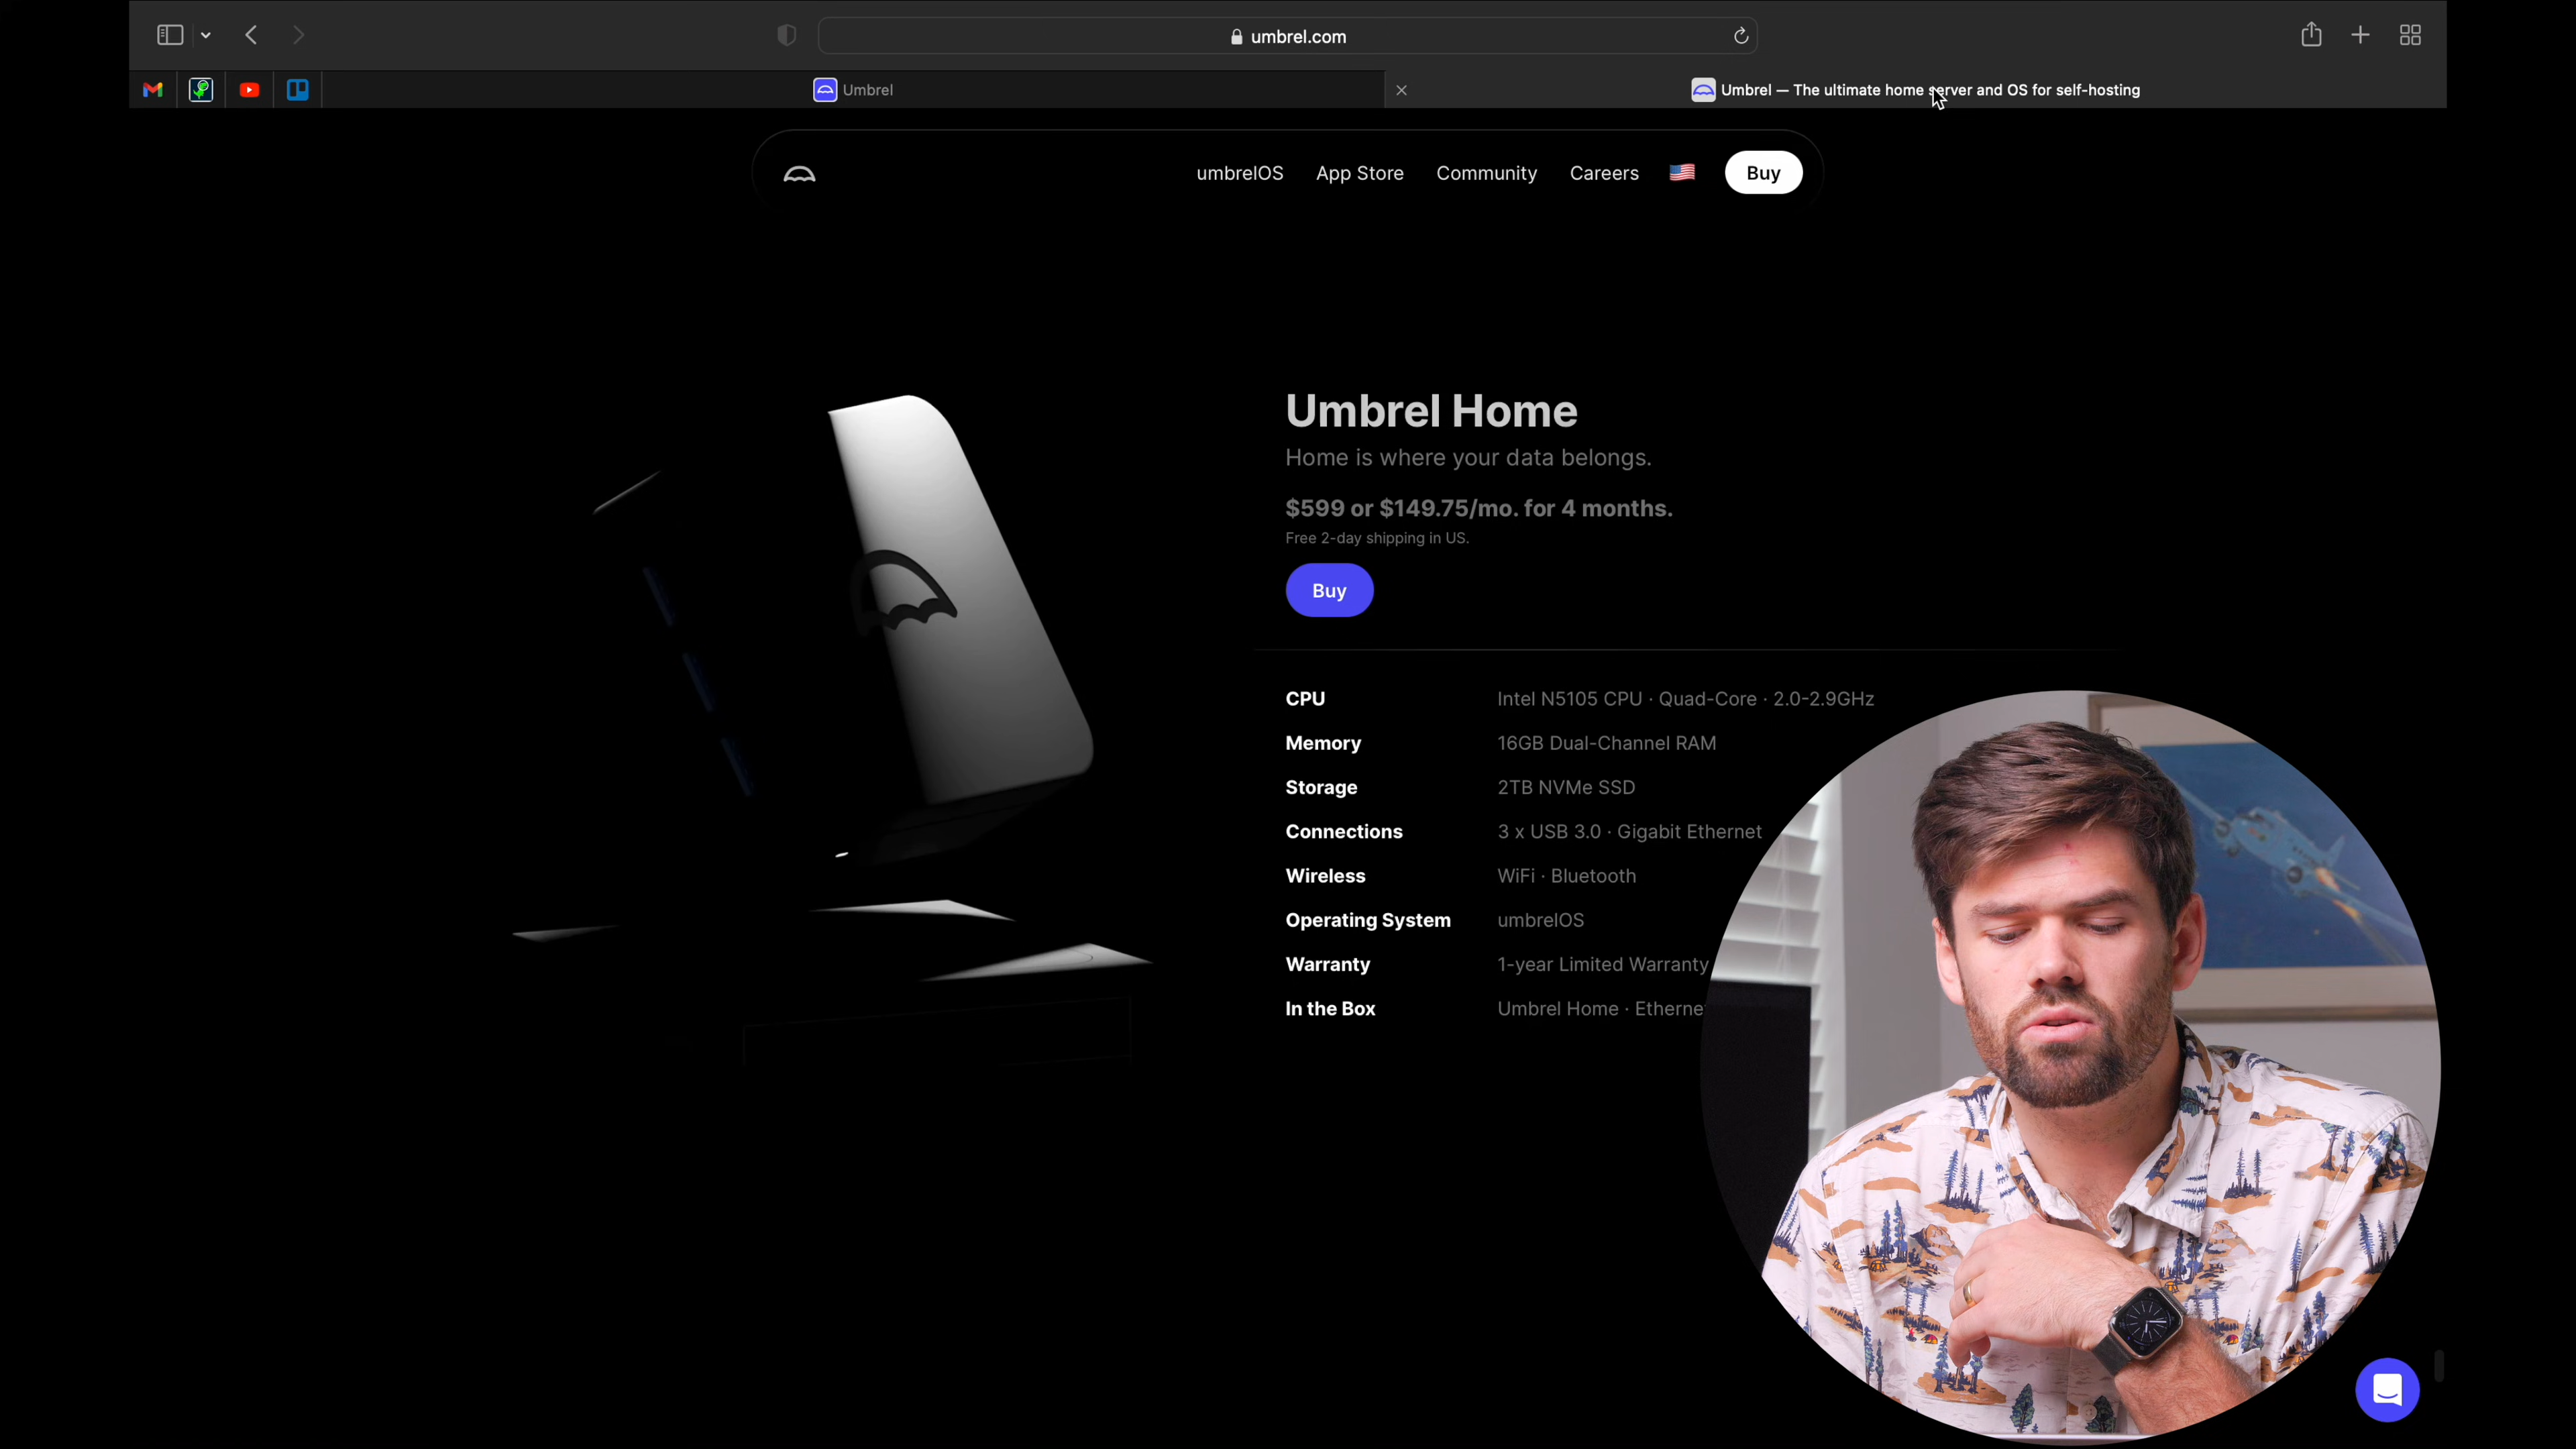 umbrel.com
Umbrel
Umbrel — The ultimate home server and OS for self-hosting
umbrelOS App Store Community Careers Buy
Umbrel Home
Home is where your data belongs.
$599 or $149.75/mo. for 4 months.
Free 2-day shipping in US.
Buy
CPU Intel N5105 CPU · Quad-Core · 2.0-2.9GHz
Memory 16GB Dual-Channel RAM
Storage 2TB NVMe SSD
Connections 3 x USB 3.0 · Gigabit Ethernet
Wireless WiFi · Bluetooth
Operating System umbrelOS
Warranty 1-year Limited Warranty
In the Box Umbrel Home ·